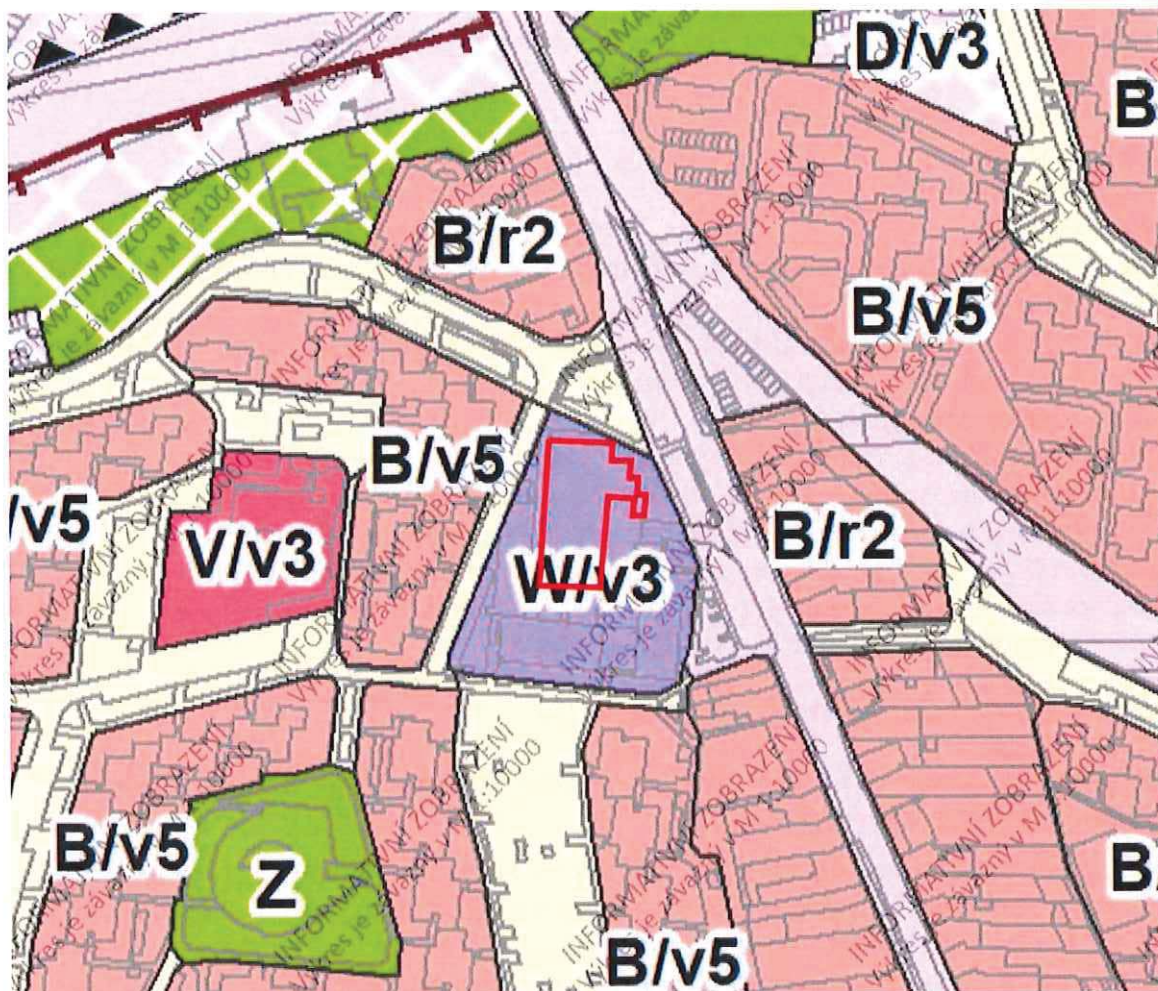 D/v3
B
B/r2
B/v5
B/v5
/v5
V/v3
W/v3
B/r2
B/v5
Z
B
B/v5
INFORMATIVNÍ ZOBRAZENÍ
Výkres je závazný v M 1:10000